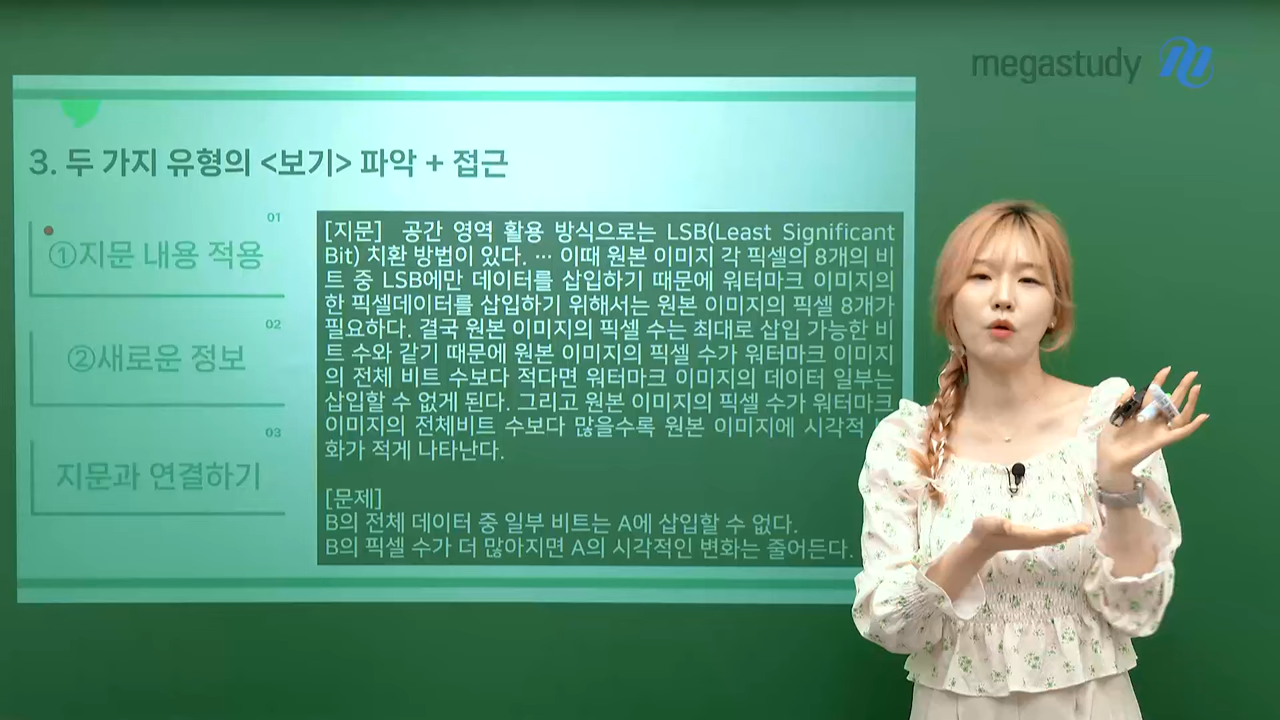 megastudy
3. 두 가지 유형의 <보기> 파악 + 접근
01
①지문 내용 적용
02
②새로운 정보
03
지문과 연결하기
[지문] 공간 영역 활용 방식으로는 LSB(Least Significant
Bit) 치환 방법이 있다. … 이때 원본 이미지 각 픽셀의 8개의 비
트 중 LSB에만 데이터를 삽입하기 때문에 워터마크 이미지의
한 픽셀데이터를 삽입하기 위해서는 원본 이미지의 픽셀 8개가
필요하다. 결국 원본 이미지의 픽셀 수는 최대로 삽입 가능한 비
트 수와 같기 때문에 원본 이미지의 픽셀 수가 워터마크 이미지
의 전체 비트 수보다 적다면 워터마크 이미지의 데이터 일부는
삽입할 수 없게 된다. 그리고 원본 이미지의 픽셀 수가 워터마크
이미지의 전체비트 수보다 많을수록 원본 이미지에 시각적
화가 적게 나타난다.
[문제]
B의 전체 데이터 중 일부 비트는 A에 삽입할 수 없다.
B의 픽셀 수가 더 많아지면 A의 시각적인 변화는 줄어든다.